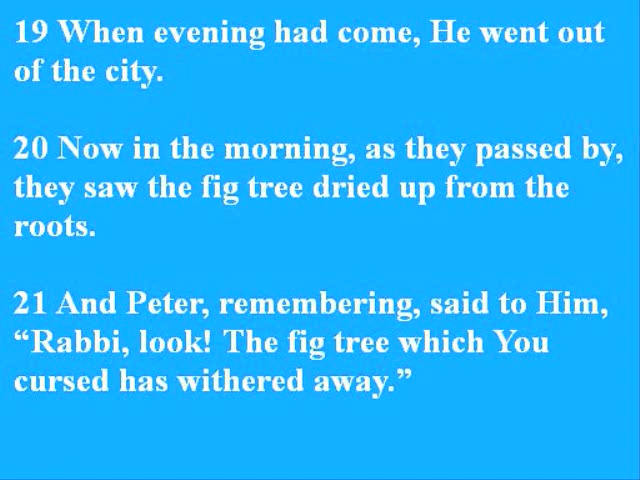 19 When evening had come, He went out
of the city.
20 Now in the morning, as they passed by,
they saw the fig tree dried up from the
roots.
21 And Peter, remembering, said to Him,
“Rabbi, look! The fig tree which You
cursed has withered away.”